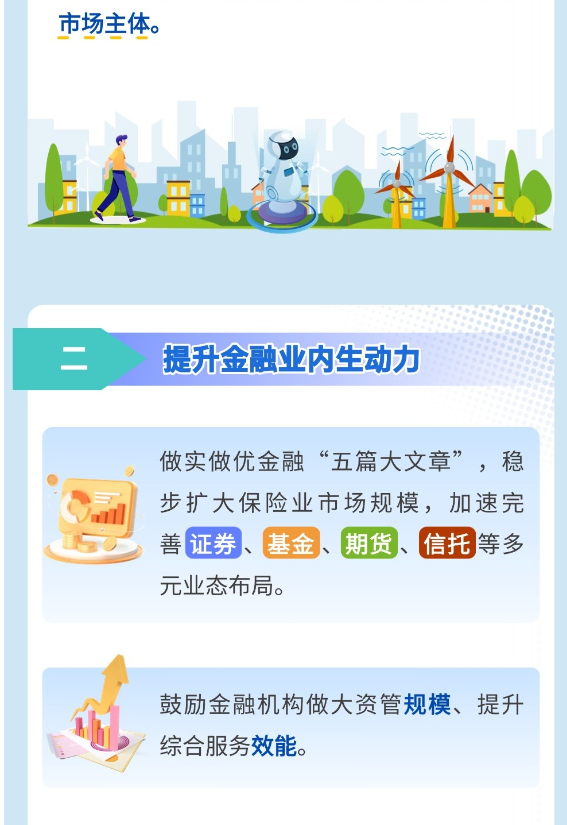 市场主体。
二
提升金融业内生动力
做实做优金融“五篇大文章”，稳
步扩大保险业市场规模，加速完
善证券、基金、期货、信托等多
元业态布局。
鼓励金融机构做大资管规模、提升
综合服务效能。